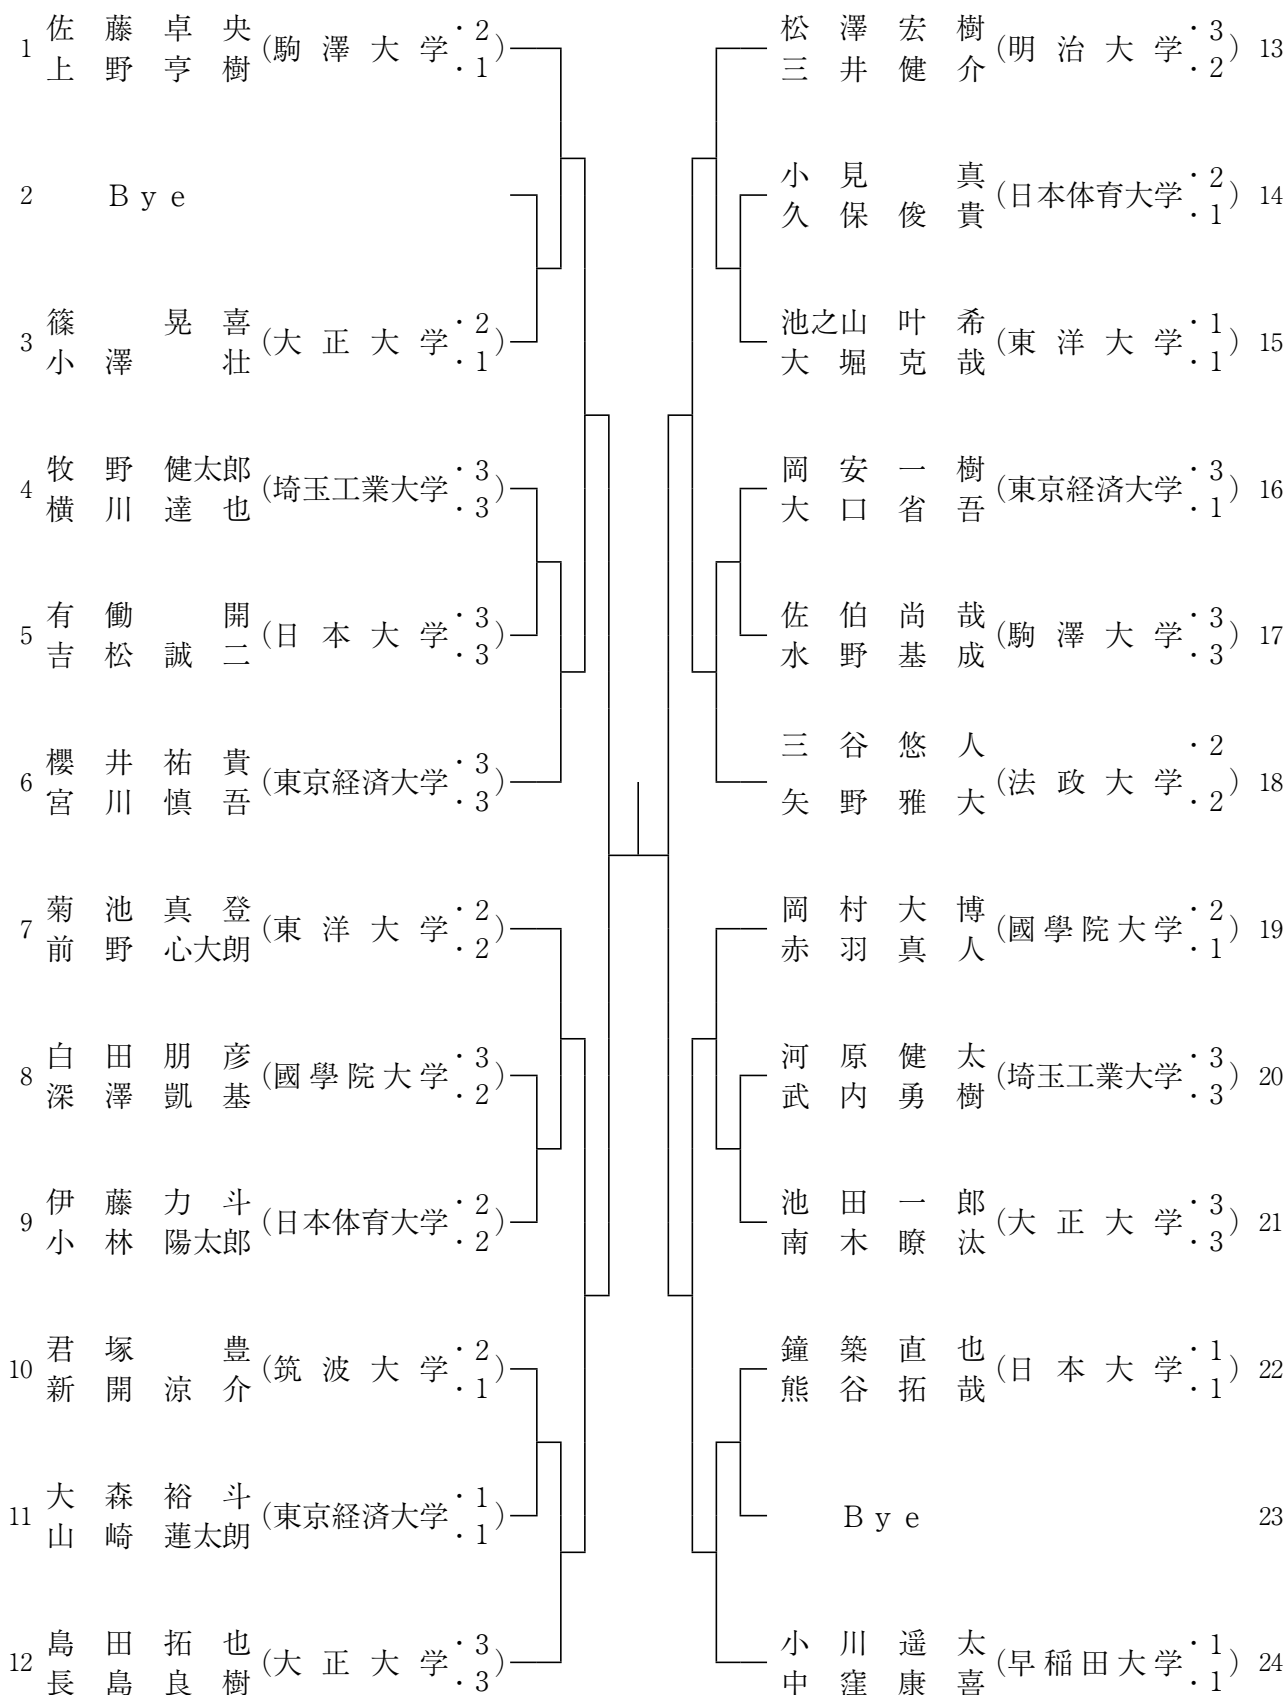 1 佐藤卓央 (駒澤大学・2)
上野亨樹 ・1
2 Bye
3 篠晃喜 (大正大学・2)
小澤壮 ・1
4 牧野健太郎 (埼玉工業大学・3)
横川達也 ・3
5 有働開 (日本大学・3)
吉松誠二 ・3
6 櫻井祐貴 (東京経済大学・3)
宮川慎吾 ・3
7 菊池真登 (東洋大学・2)
前野心大朗 ・2
8 白田朋彦 (國學院大学・3)
深澤凱基 ・2
9 伊藤力斗 (日本体育大学・2)
小林陽太郎 ・2
10 君塚豊 (筑波大学・2)
新開涼介 ・1
11 大森裕斗 (東京経済大学・1)
山崎蓮太朗 ・1
12 島田拓也 (大正大学・3)
長島良樹 ・3
松澤宏樹 (明治大学・3) 13
三井健介 ・2
小見真 (日本体育大学・2) 14
久保俊貴 ・1
池之山叶希 (東洋大学・1) 15
大堀克哉 ・1
岡安一樹 (東京経済大学・3) 16
大口省吾 ・1
佐伯尚哉 (駒澤大学・3) 17
水野基成 ・3
三谷悠人 (法政大学・2) 18
矢野雅大 ・2
岡村大博 (國學院大学・2) 19
赤羽真人 ・1
河原健太 (埼玉工業大学・3) 20
武内勇樹 ・3
池田一郎 (大正大学・3) 21
南木瞭汰 ・3
鐘築直也 (日本大学・1) 22
熊谷拓哉 ・1
Bye 23
小川遥太 (早稲田大学・1) 24
中窪康喜 ・1